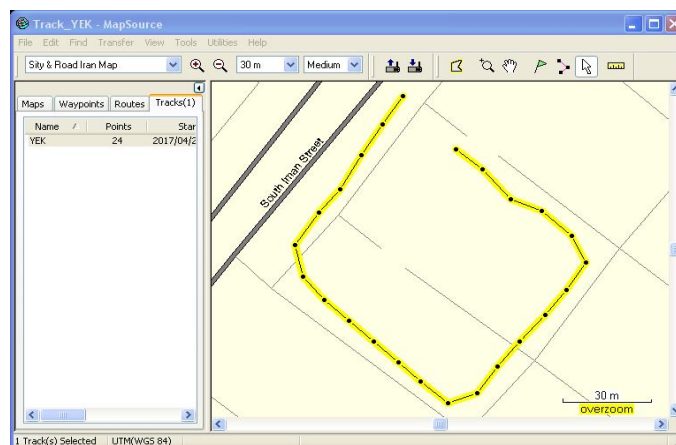 Track_YEK - MapSource
File Edit Find Transfer View Tools Utilities Help
Sity & Road Iran Map 30 m Medium
Maps Waypoints Routes Tracks(1)
Name Points Star
YEK 24 2017/04/2
South Iman Street
30 m
overzoom
1 Track(s) Selected UTM(WGS 84)